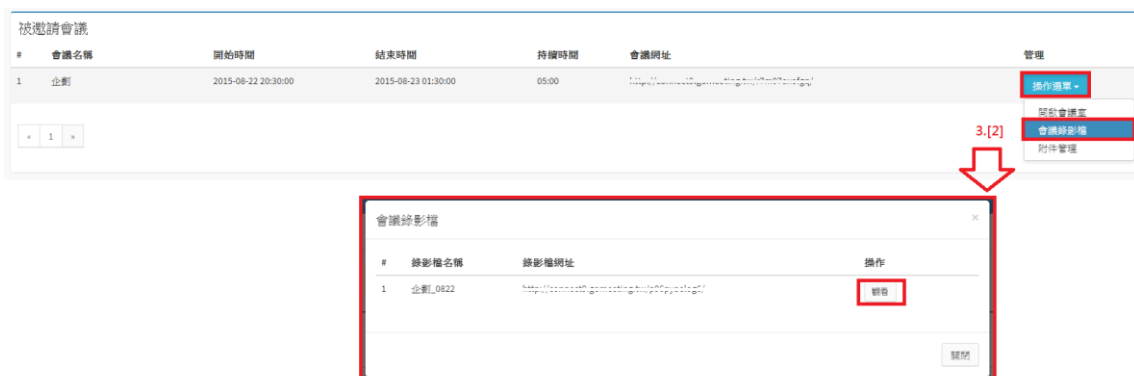 被邀請會議
# 會議名稱 開始時間 結束時間 持續時間 會議網址 管理
1 企劃 2015-08-22 20:30:00 2015-08-23 01:30:00 05:00 操作選單
開啟會議室
« 1 » 3.[2] 會議錄影檔
附件管理
會議錄影檔 ×
# 錄影檔名稱 錄影檔網址 操作
1 企劃_0822 觀看
關閉